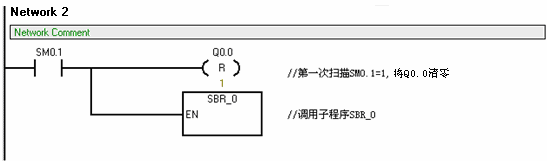 Network 2
Network Comment
SM0.1
Q0.0
R
1
//第一次扫描SM0.1=1, 将Q0.0清零
SBR_0
EN
//调用子程序SBR_0